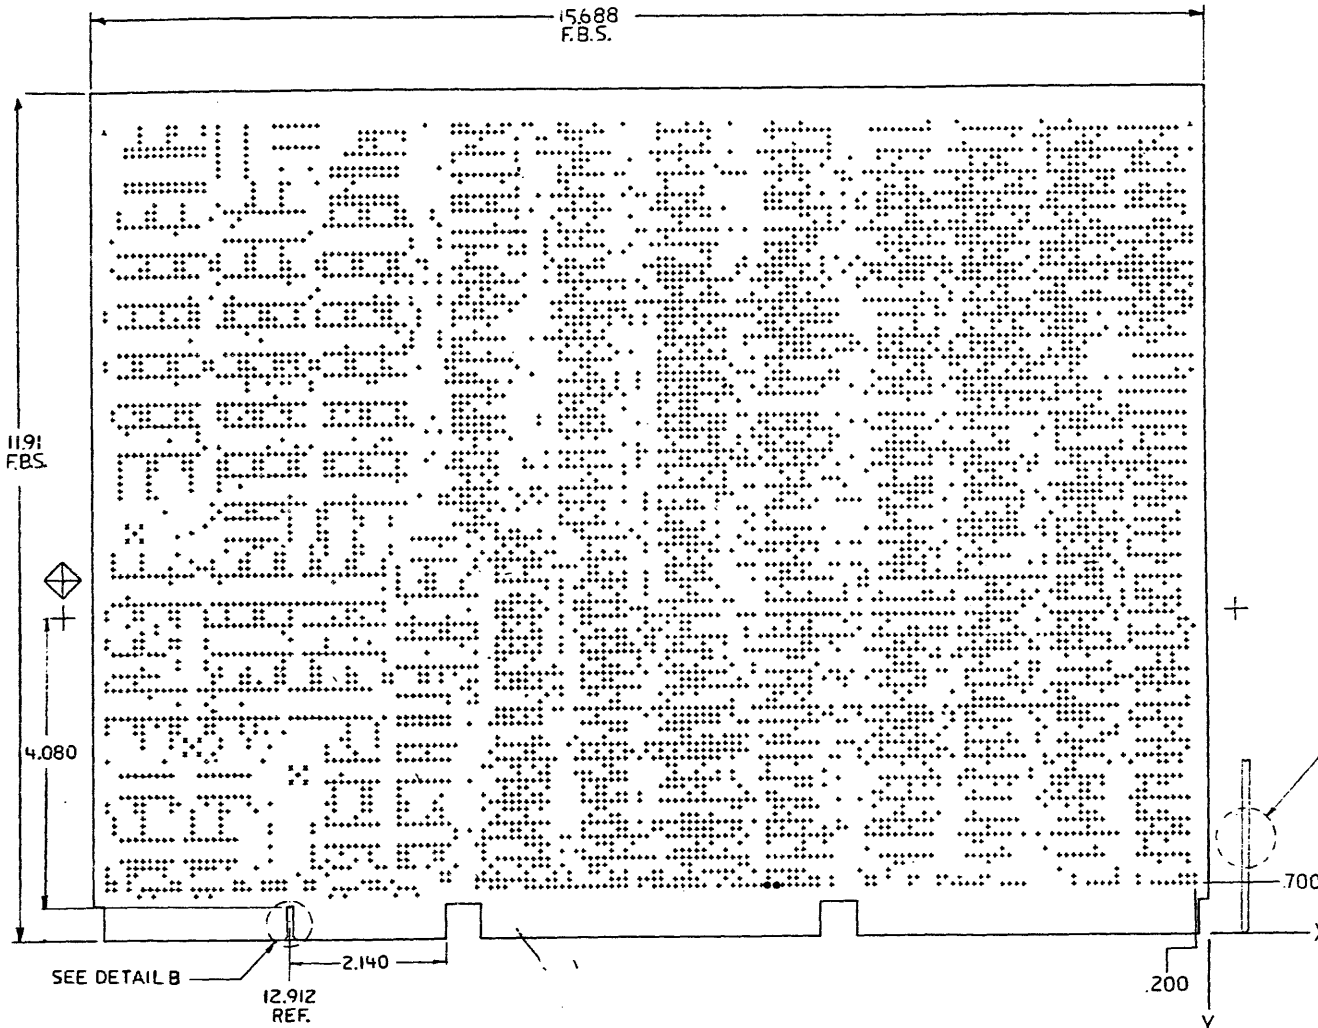 15.688
F.B.S.
11.91
F.B.S.
4.080
.700
SEE DETAIL B
2.140
12.912
REF.
.200
X
Y